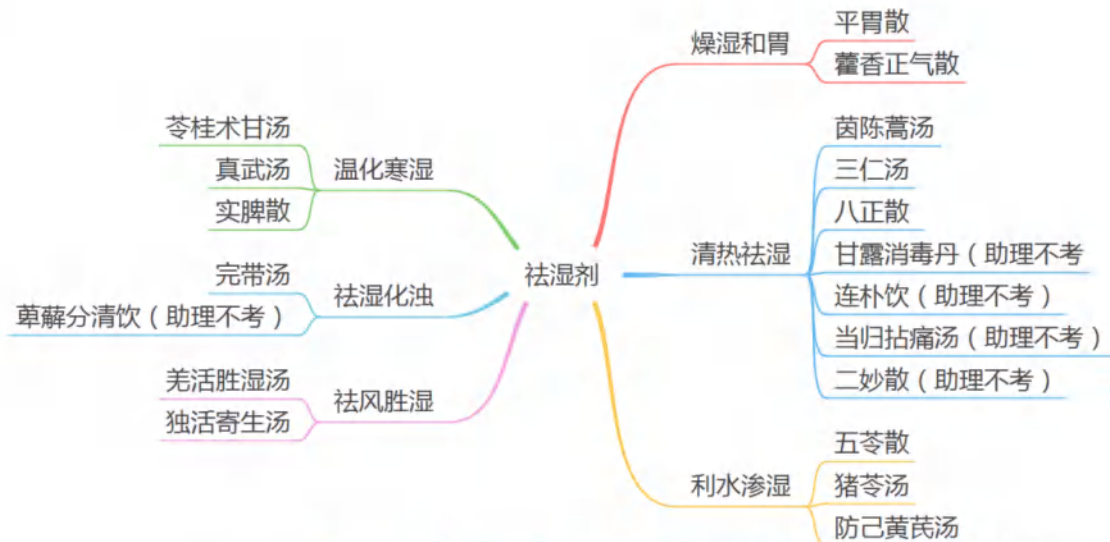 祛湿剂
燥湿和胃
平胃散
藿香正气散
清热祛湿
茵陈蒿汤
三仁汤
八正散
甘露消毒丹（助理不考
连朴饮（助理不考）
当归拈痛汤（助理不考）
二妙散（助理不考）
利水渗湿
五苓散
猪苓汤
防己黄芪汤
温化寒湿
苓桂术甘汤
真武汤
实脾散
祛湿化浊
完带汤
萆薢分清饮（助理不考）
祛风胜湿
羌活胜湿汤
独活寄生汤